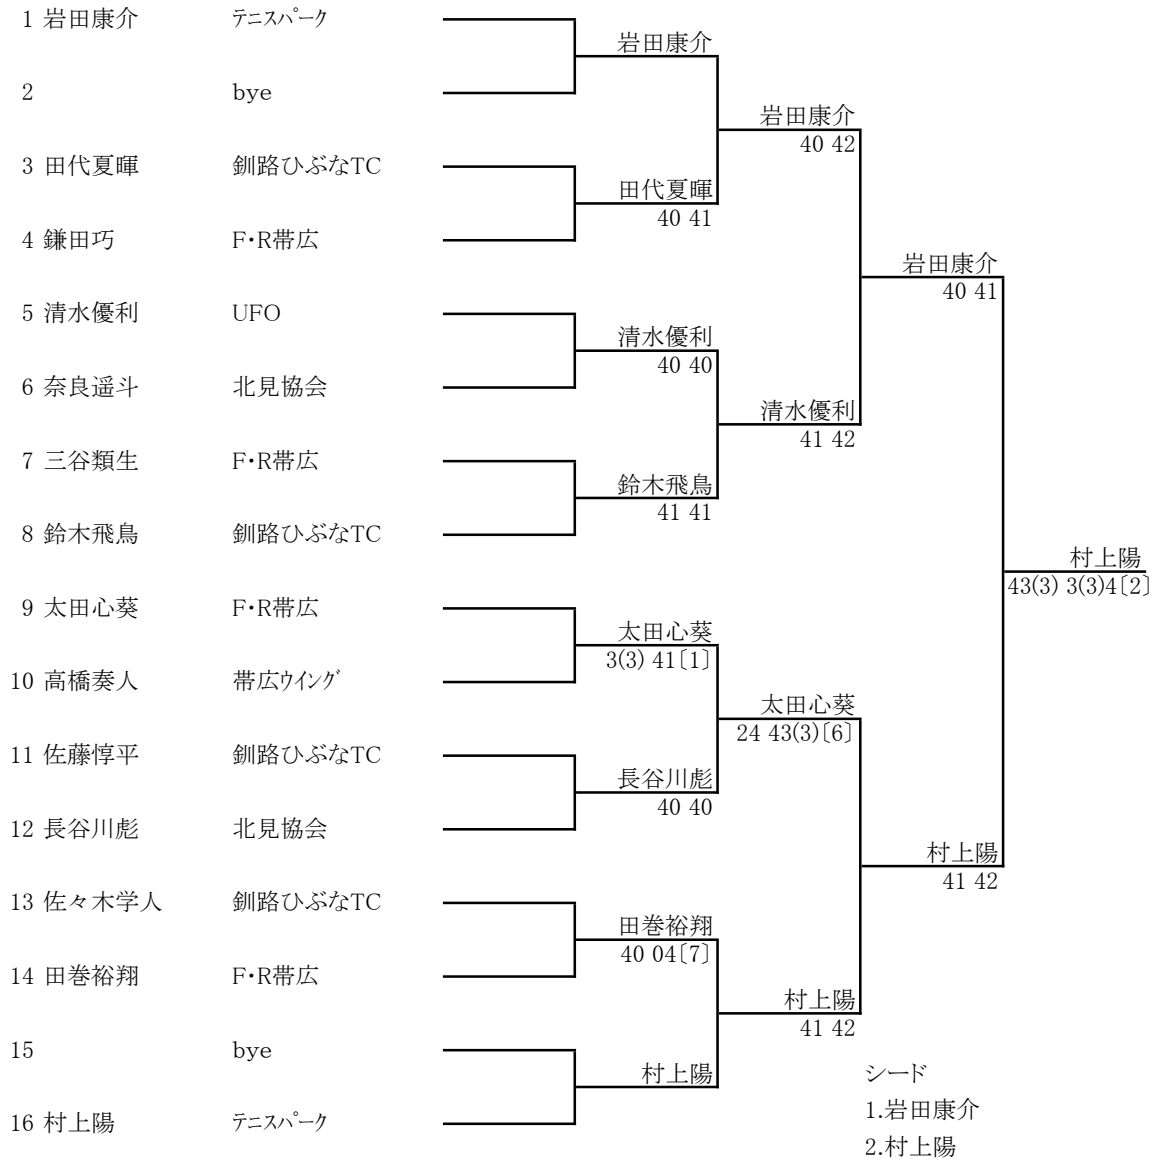 1 岩田康介 テニスパーク
岩田康介
2 bye
岩田康介
40 42
3 田代夏暉 釧路ひぶなTC
田代夏暉
40 41
4 鎌田巧 F・R帯広
岩田康介
40 41
5 清水優利 UFO
清水優利
40 40
6 奈良遥斗 北見協会
清水優利
41 42
7 三谷類生 F・R帯広
鈴木飛鳥
41 41
8 鈴木飛鳥 釧路ひぶなTC
村上陽
43(3) 3(3)4〔2〕
9 太田心葵 F・R帯広
太田心葵
3(3) 41〔1〕
10 高橋奏人 帯広ウイング
太田心葵
24 43(3)〔6〕
11 佐藤惇平 釧路ひぶなTC
長谷川彪
40 40
12 長谷川彪 北見協会
村上陽
41 42
13 佐々木学人 釧路ひぶなTC
田巻裕翔
40 04〔7〕
14 田巻裕翔 F・R帯広
村上陽
41 42
15 bye
村上陽
16 村上陽 テニスパーク
シード
1.岩田康介
2.村上陽